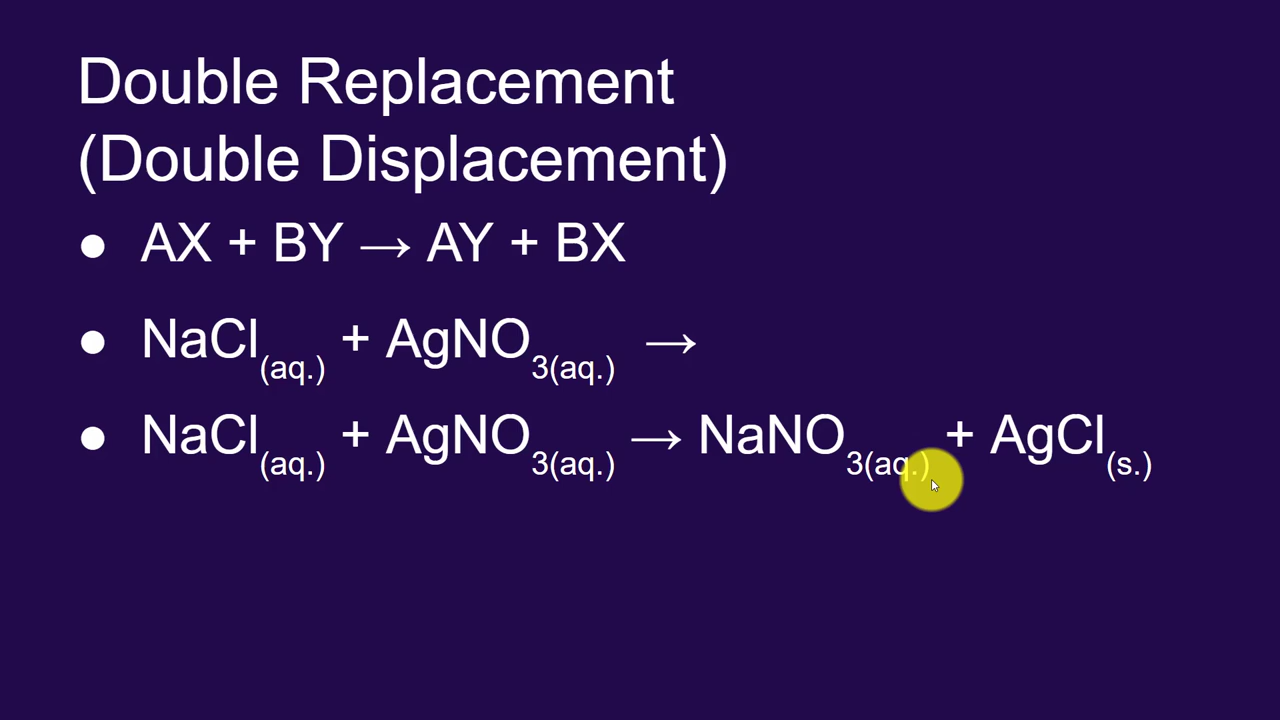 Double Replacement
(Double Displacement)
● AX + BY → AY + BX
● NaCl(aq.) + AgNO3(aq.) →
● NaCl(aq.) + AgNO3(aq.) → NaNO3(aq.) + AgCl(s.)